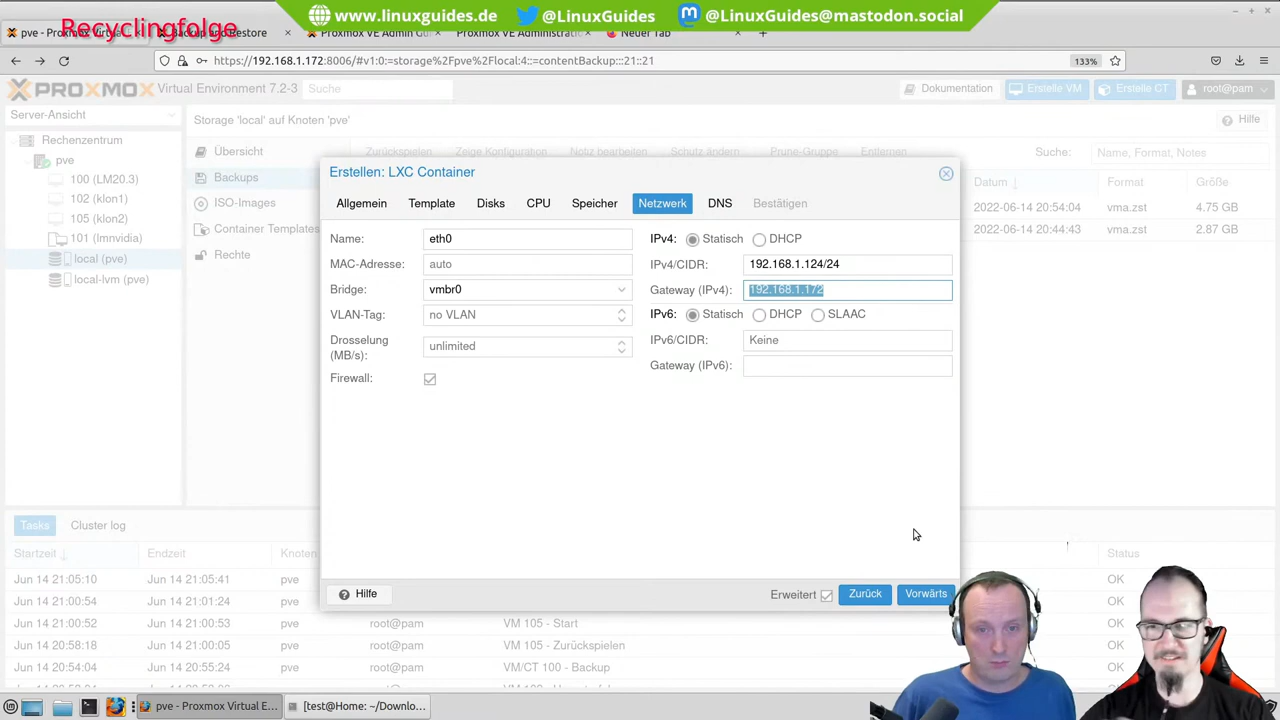 www.linuxguides.de @LinuxGuides @LinuxGuides@mastodon.social
Recyclingfolge
pve - Proxmox Virtual E
Backup and Restore
Proxmox VE Admin Gu
Proxmox VE Administrad
Neuer Tab
https://192.168.1.172:8006/#v1:0:=storage%2Fpve%2Flocal:4::=contentBackup:::21::21
133%
PROXMOX Virtual Environment 7.2-3 Suche
Dokumentation Erstelle VM Erstelle CT root@pam
Server-Ansicht
Storage 'local' auf Knoten 'pve'
Hilfe
Rechenzentrum
pve
100 (LM20.3)
102 (klon1)
105 (klon2)
101 (lmnvidia)
local (pve)
local-lvm (pve)
Übersicht
Backups
ISO-Images
Container Templates
Rechte
Zurückspielen Zeige Konfiguration Notiz bearbeiten Schutz ändern Prune-Gruppe Entfernen
Suche: Name, Format, Notes
Datum Format Größe
2022-06-14 20:54:04 vma.zst 4.75 GB
2022-06-14 20:54:43 vma.zst 2.87 GB
Erstellen: LXC Container
Allgemein Template Disks CPU Speicher Netzwerk DNS Bestätigen
Name: eth0
MAC-Adresse: auto
Bridge: vmbr0
VLAN-Tag: no VLAN
Drosselung
(MB/s): unlimited
Firewall:
IPv4: Statisch DHCP
IPv4/CIDR: 192.168.1.124/24
Gateway (IPv4): 192.168.1.172
IPv6: Statisch DHCP SLAAC
IPv6/CIDR: Keine
Gateway (IPv6):
Hilfe
Erweitert Zurück Vorwärts
Tasks Cluster log
Startzeit Endzeit Knoten Status
Jun 14 21:05:10 Jun 14 21:05:41 pve OK
Jun 14 21:00:54 Jun 14 21:01:24 pve OK
Jun 14 21:00:52 Jun 14 21:00:53 pve root@pam VM 105 - Start OK
Jun 14 20:58:18 Jun 14 21:00:05 pve root@pam VM 105 - Zurückspielen
Jun 14 20:54:04 Jun 14 20:55:24 pve root@pam VM/CT 100 - Backup
pve - Proxmox Virtual E...
[test@Home: ~/Downlo...